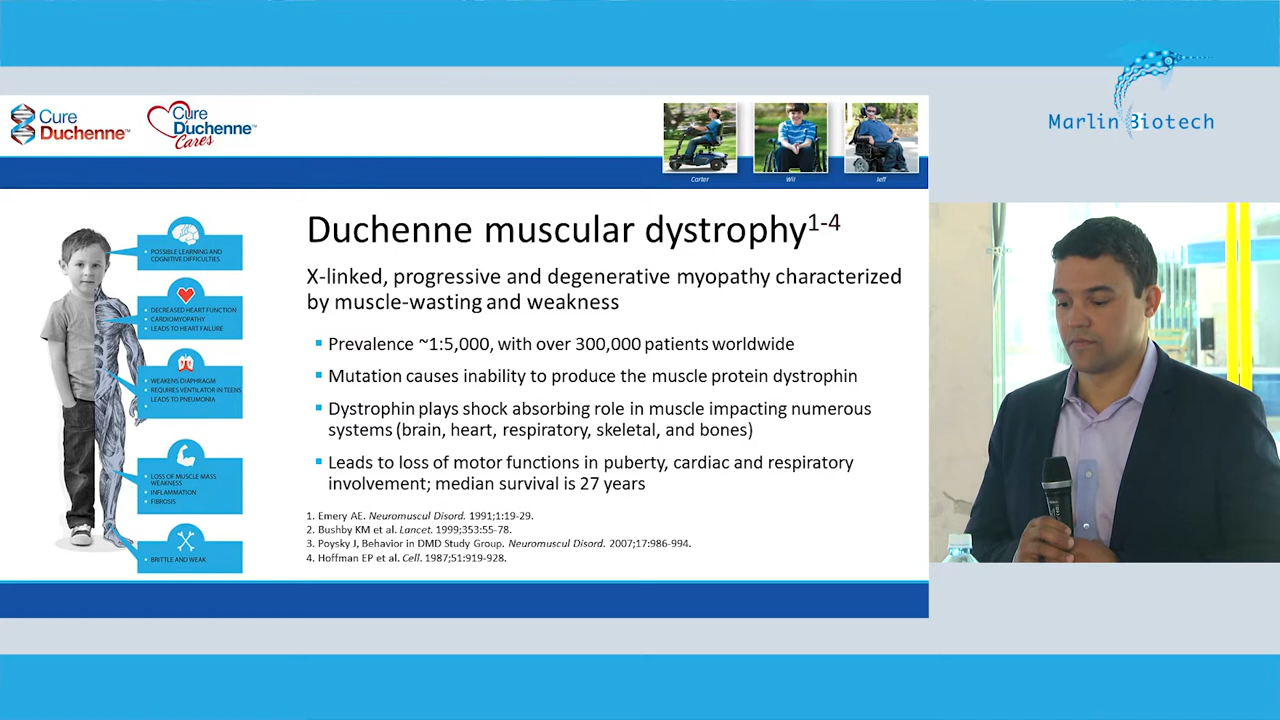 Cure
Duchenne™
Cure
Duchenne™
Cares
Carter
Wil
Jeff
Marlin Biotech
Duchenne muscular dystrophy1-4
X-linked, progressive and degenerative myopathy characterized
by muscle-wasting and weakness
Prevalence ~1:5,000, with over 300,000 patients worldwide
Mutation causes inability to produce the muscle protein dystrophin
Dystrophin plays shock absorbing role in muscle impacting numerous
systems (brain, heart, respiratory, skeletal, and bones)
Leads to loss of motor functions in puberty, cardiac and respiratory
involvement; median survival is 27 years
1. Emery AE. Neuromuscul Disord. 1991;1:19-29.
2. Bushby KM et al. Lancet. 1999;353:55-78.
3. Poysky J, Behavior in DMD Study Group. Neuromuscul Disord. 2007;17:986-994.
4. Hoffman EP et al. Cell. 1987;51:919-928.
POSSIBLE LEARNING AND
COGNITIVE DIFFICULTIES
DECREASED HEART FUNCTION
CARDIOMYOPATHY
LEADS TO HEART FAILURE
WEAKENS DIAPHRAGM
REQUIRES VENTILATOR IN TEENS
LEADS TO PNEUMONIA
LOSS OF MUSCLE MASS
WEAKNESS
INFLAMMATION
FIBROSIS
BRITTLE AND WEAK